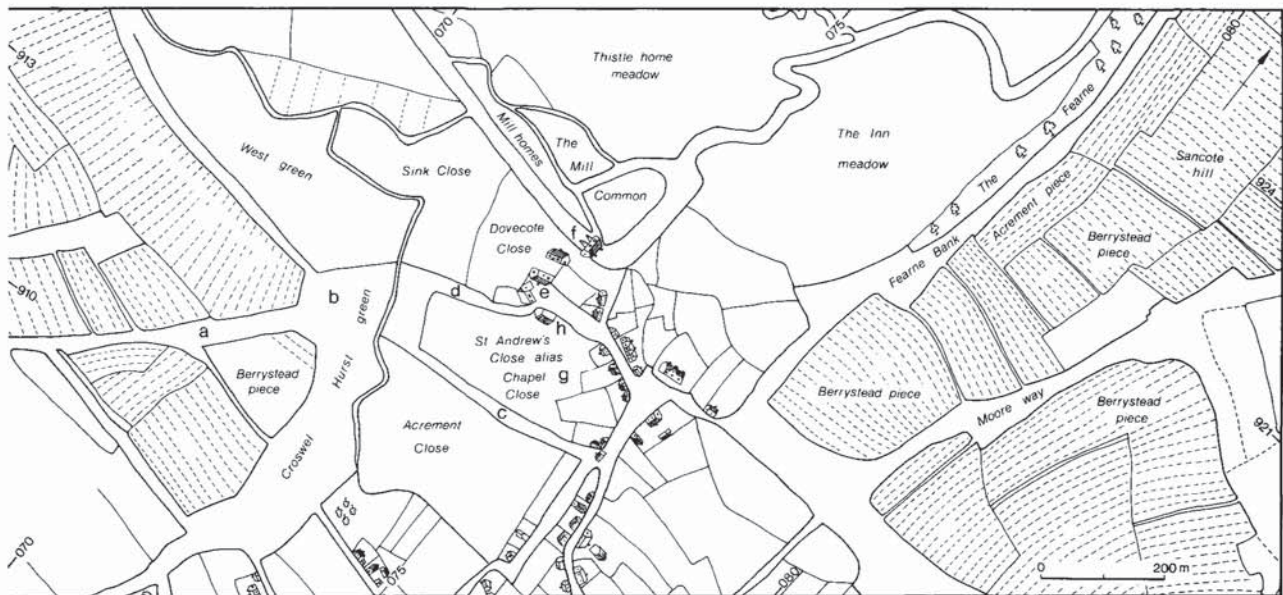 070
075
080
913
Thistle home
meadow
The Inn
meadow
The Fearne
Mill homes
The
Mill
Common
West green
Sink Close
Dovecote
Close
Sancote
hill
924
Acrement piece
Fearne Bank
Berrystead
piece
f
e
d
h
b
a
c
g
910
Hurst
green
Croswel
St Andrew's
Close alias
Chapel
Close
Berrystead
piece
Acrement
Close
Berrystead piece
Moore way
Berrystead
piece
921
070
075
080
0
200 m